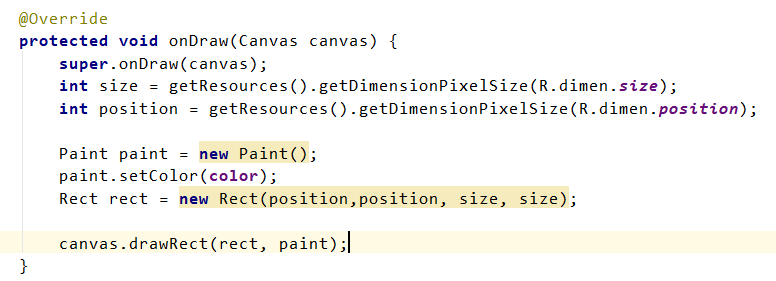 @Override
protected void onDraw(Canvas canvas) {
    super.onDraw(canvas);
    int size = getResources().getDimensionPixelSize(R.dimen.size);
    int position = getResources().getDimensionPixelSize(R.dimen.position);

    Paint paint = new Paint();
    paint.setColor(color);
    Rect rect = new Rect(position,position, size, size);

    canvas.drawRect(rect, paint);
}